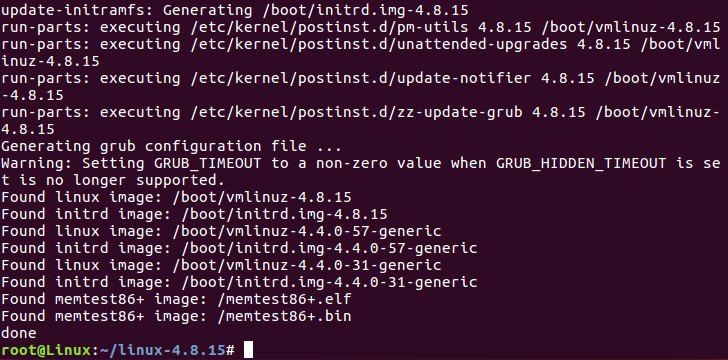 update-initramfs: Generating /boot/initrd.img-4.8.15
run-parts: executing /etc/kernel/postinst.d/pm-utils 4.8.15 /boot/vmlinuz-4.8.15
run-parts: executing /etc/kernel/postinst.d/unattended-upgrades 4.8.15 /boot/vml
inuz-4.8.15
run-parts: executing /etc/kernel/postinst.d/update-notifier 4.8.15 /boot/vmlinuz
-4.8.15
run-parts: executing /etc/kernel/postinst.d/zz-update-grub 4.8.15 /boot/vmlinuz-
4.8.15
Generating grub configuration file ...
Warning: Setting GRUB_TIMEOUT to a non-zero value when GRUB_HIDDEN_TIMEOUT is se
t is no longer supported.
Found linux image: /boot/vmlinuz-4.8.15
Found initrd image: /boot/initrd.img-4.8.15
Found linux image: /boot/vmlinuz-4.4.0-57-generic
Found initrd image: /boot/initrd.img-4.4.0-57-generic
Found linux image: /boot/vmlinuz-4.4.0-31-generic
Found initrd image: /boot/initrd.img-4.4.0-31-generic
Found memtest86+ image: /memtest86+.elf
Found memtest86+ image: /memtest86+.bin
done
root@Linux:~/linux-4.8.15#